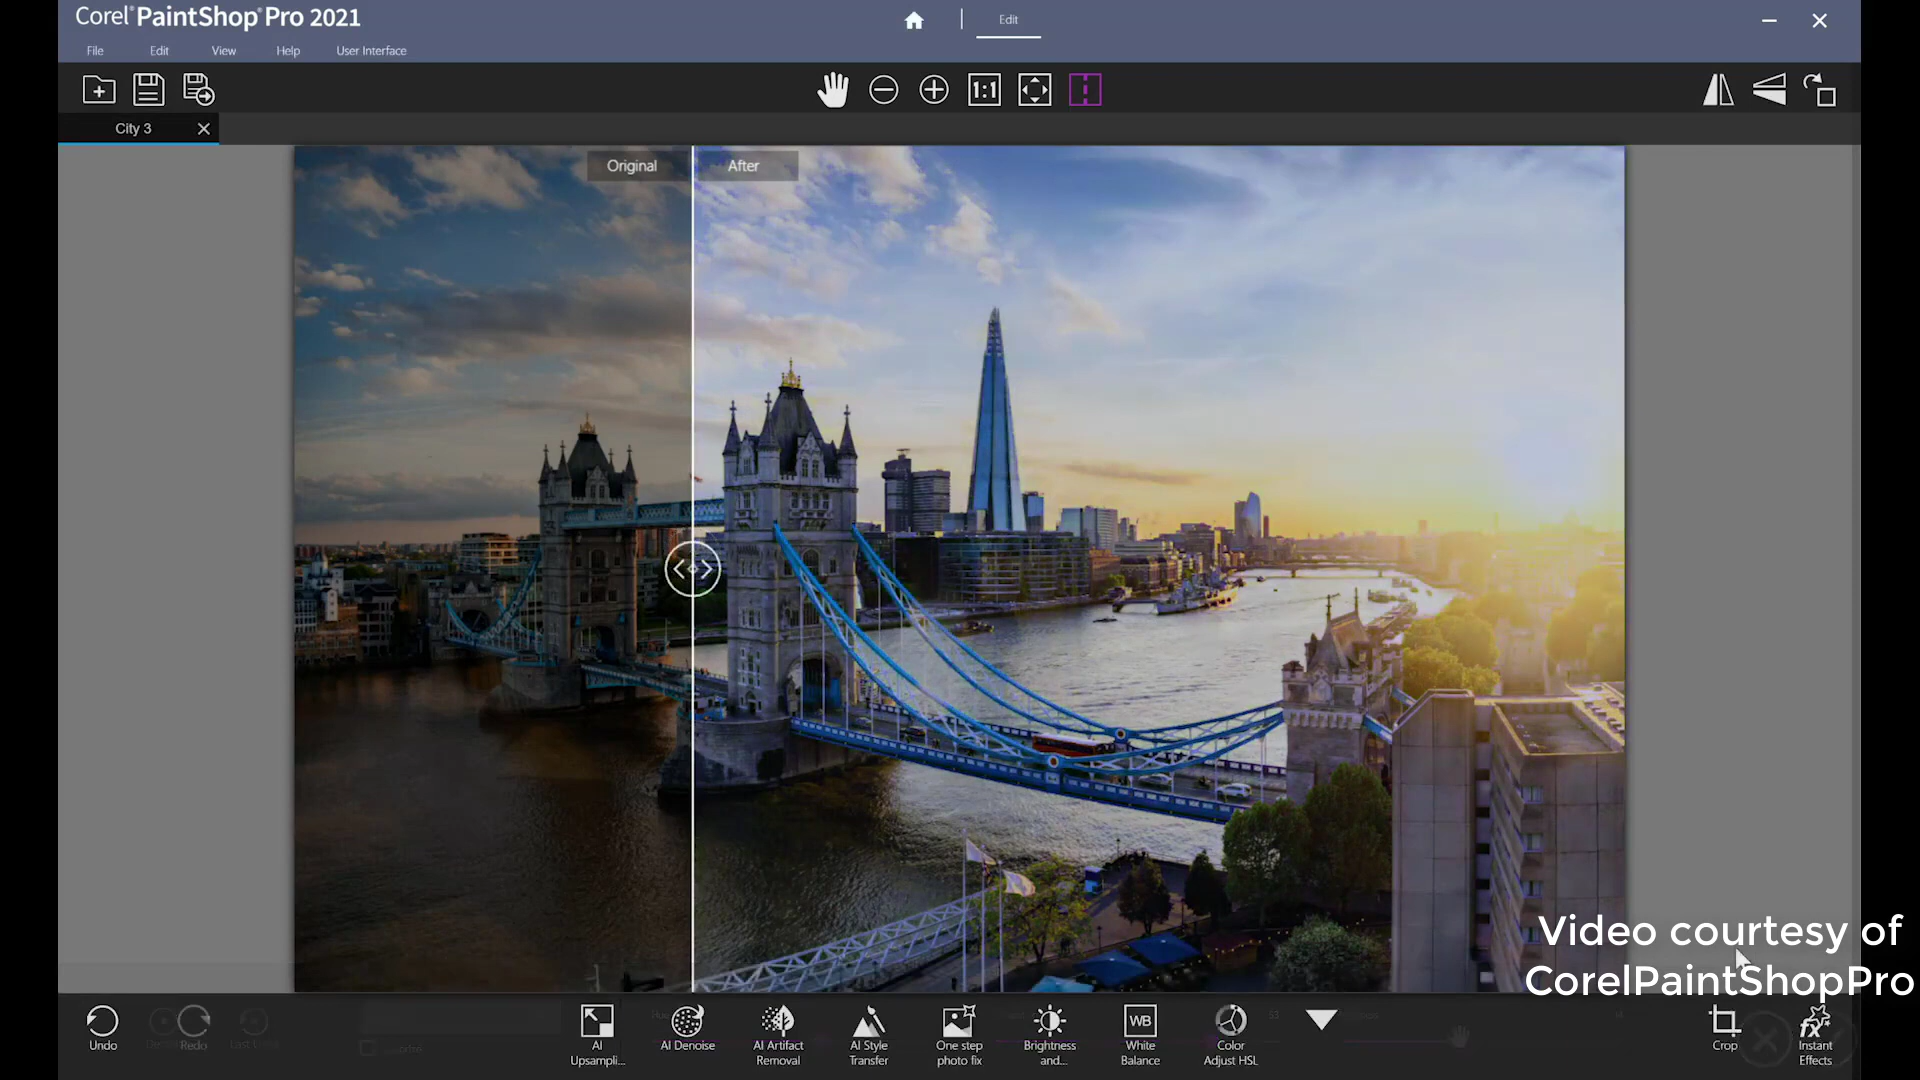 Corel® PaintShop® Pro 2021
Edit
File Edit View Help User Interface
1:1
City 3
Original After
Video courtesy of
CorelPaintShopPro
Undo
Redo
AI
Upsampli...
AI Denoise
AI Artifact
Removal
AI Style
Transfer
One step
photo fix
Brightness
and...
WB
White
Balance
Color
Adjust HSL
Crop
fx
Instant
Effects